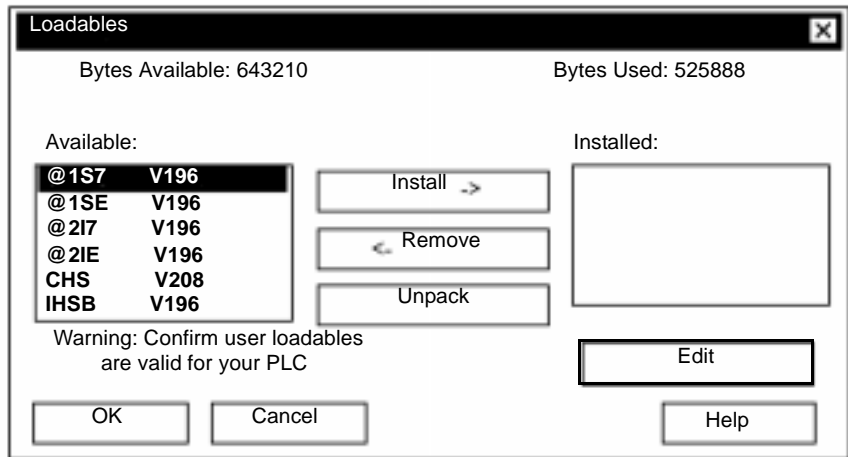 Loadables
Bytes Available: 643210 Bytes Used: 525888
Available: Installed:
@1S7 V196
@1SE V196
@2I7 V196
@2IE V196
CHS V208
IHSB V196
Install ->
<- Remove
Unpack
Warning: Confirm user loadables
are valid for your PLC
Edit
OK Cancel Help